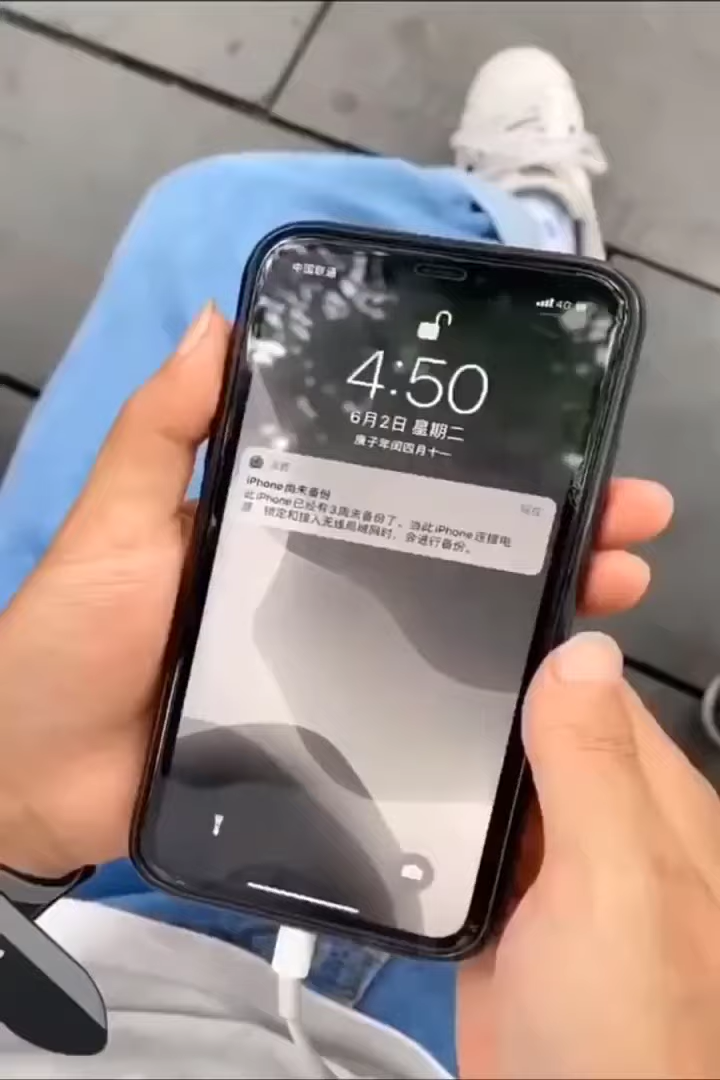 中国联通
4G
4:50
6月2日 星期二
庚子年闰四月十一
现在
iPhone尚未备份
此iPhone已经有3周未备份了。当此iPhone连接电
源、锁定和接入无线局域网时，会进行备份。